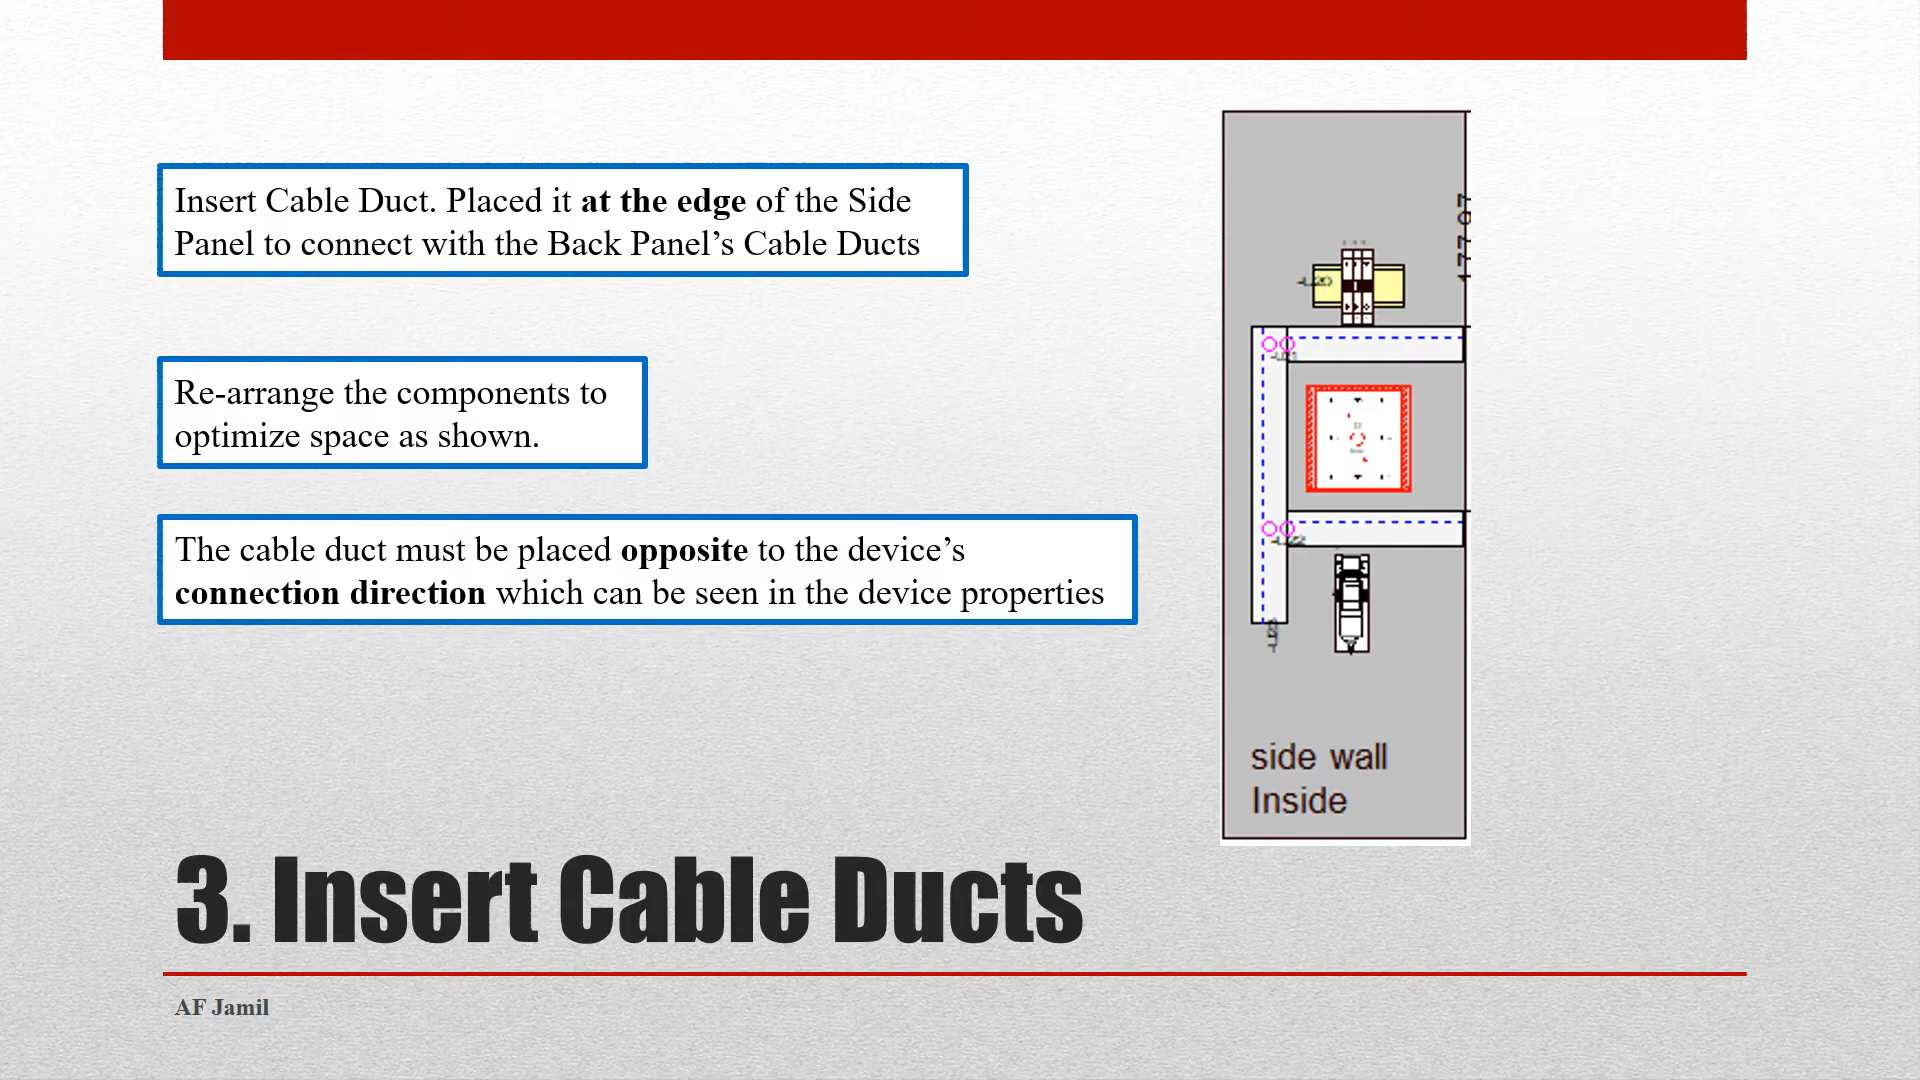 Insert Cable Duct. Placed it at the edge of the Side
Panel to connect with the Back Panel’s Cable Ducts
Re-arrange the components to
optimize space as shown.
The cable duct must be placed opposite to the device’s
connection direction which can be seen in the device properties
side wall
Inside
3. Insert Cable Ducts
AF Jamil